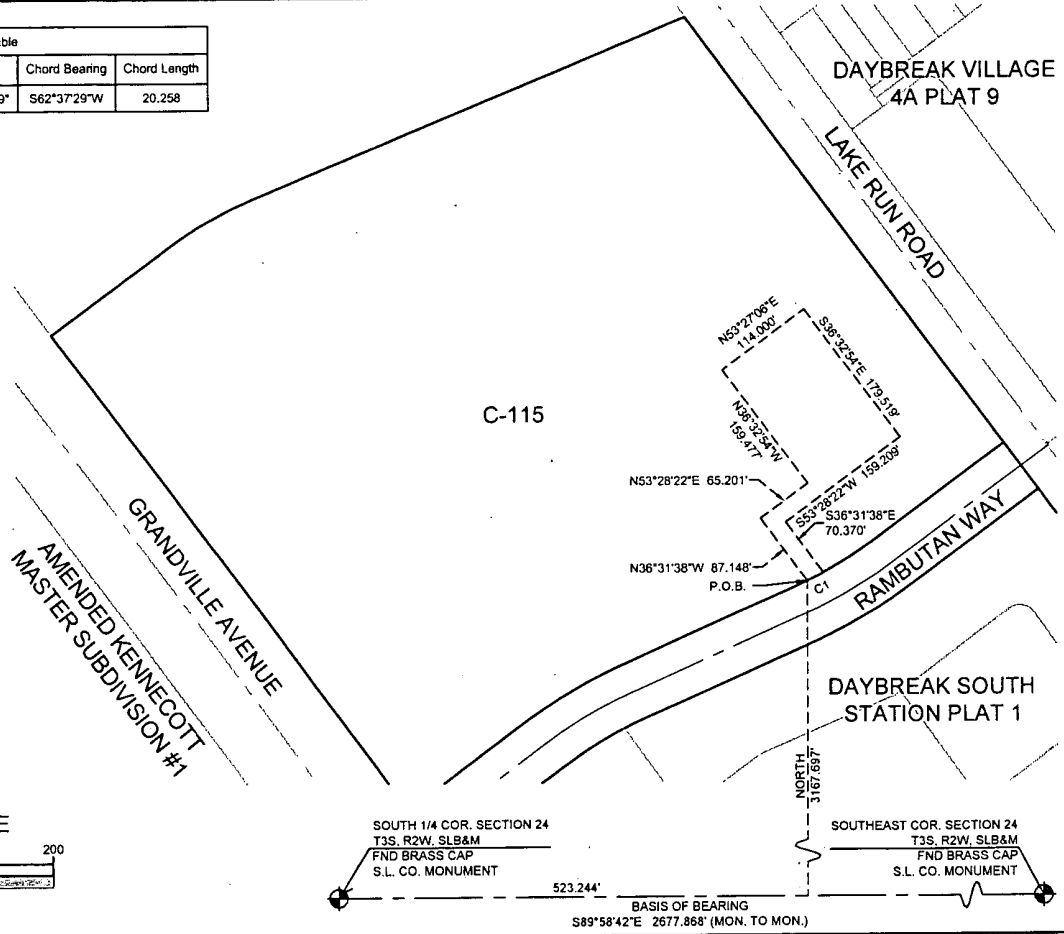 Chord Bearing
Chord Length
S62°37'29"W
20.258
DAYBREAK VILLAGE
4A PLAT 9
LAKE RUN ROAD
N53°27'06"E
114.000'
S36°32'54"E 179.519'
C-115
N36°32'54"W
159.477'
N53°28'22"E 65.201'
S53°28'22"W 159.209'
S36°31'38"E
70.370'
N36°31'38"W 87.148'
P.O.B.
C1
RAMBUTAN WAY
GRANDVILLE AVENUE
AMENDED KENNECOTT
MASTER SUBDIVISION #1
DAYBREAK SOUTH
STATION PLAT 1
NORTH
3167.697'
200
SOUTH 1/4 COR. SECTION 24
T3S, R2W, SLB&M
FND BRASS CAP
S.L. CO. MONUMENT
SOUTHEAST COR. SECTION 24
T3S, R2W, SLB&M
FND BRASS CAP
S.L. CO. MONUMENT
523.244'
BASIS OF BEARING
S89°58'42"E 2677.868' (MON. TO MON.)